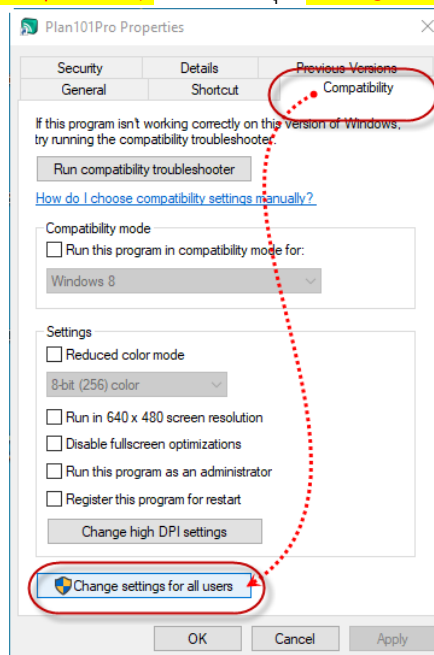 Plan101Pro Properties
Security Details Previous Versions
General Shortcut Compatibility
If this program isn't working correctly on this version of Windows,
try running the compatibility troubleshooter.
Run compatibility troubleshooter
How do I choose compatibility settings manually?
Compatibility mode
Run this program in compatibility mode for:
Windows 8
Settings
Reduced color mode
8-bit (256) color
Run in 640 x 480 screen resolution
Disable fullscreen optimizations
Run this program as an administrator
Register this program for restart
Change high DPI settings
Change settings for all users
OK Cancel Apply